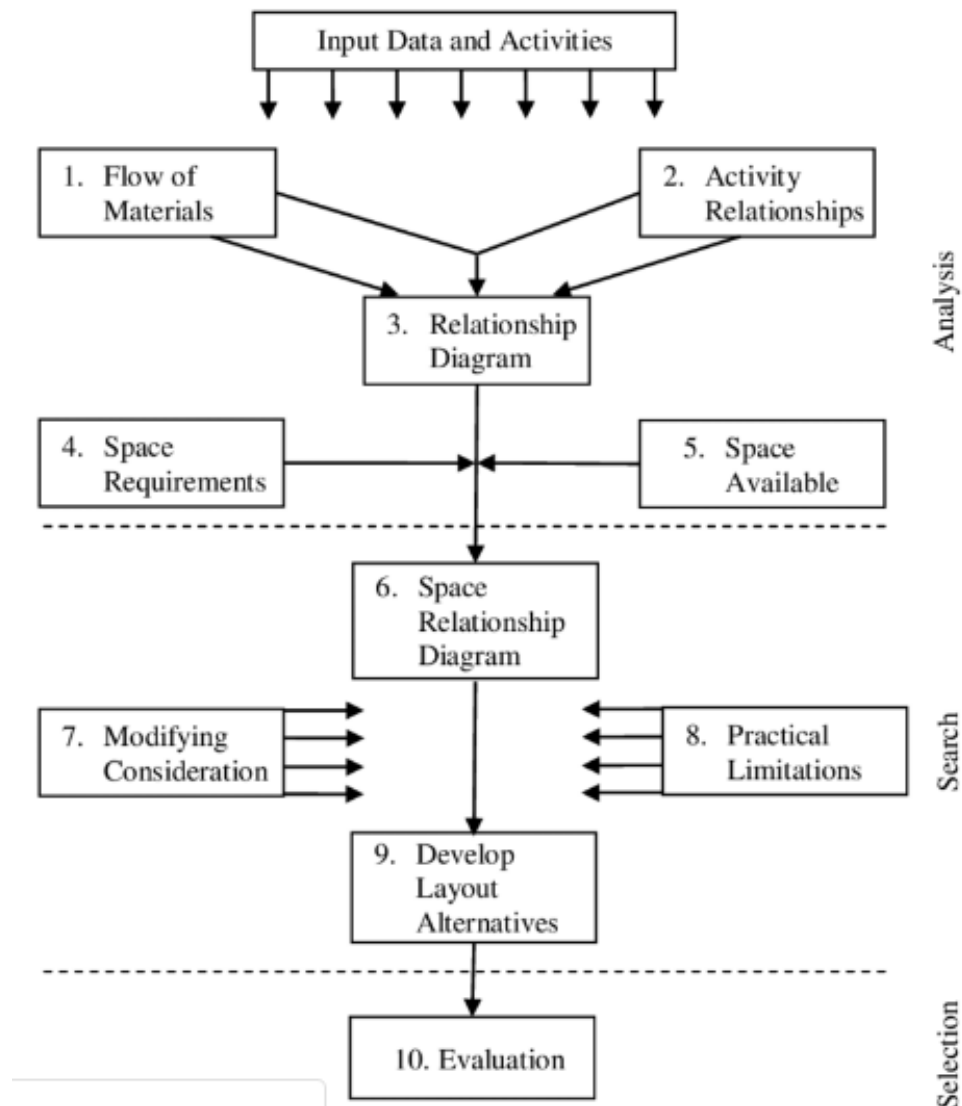 Input Data and Activities
1. Flow of
Materials
2. Activity
Relationships
Analysis
3. Relationship
Diagram
4. Space
Requirements
5. Space
Available
6. Space
Relationship
Diagram
7. Modifying
Consideration
8. Practical
Limitations
Search
9. Develop
Layout
Alternatives
10. Evaluation
Selection